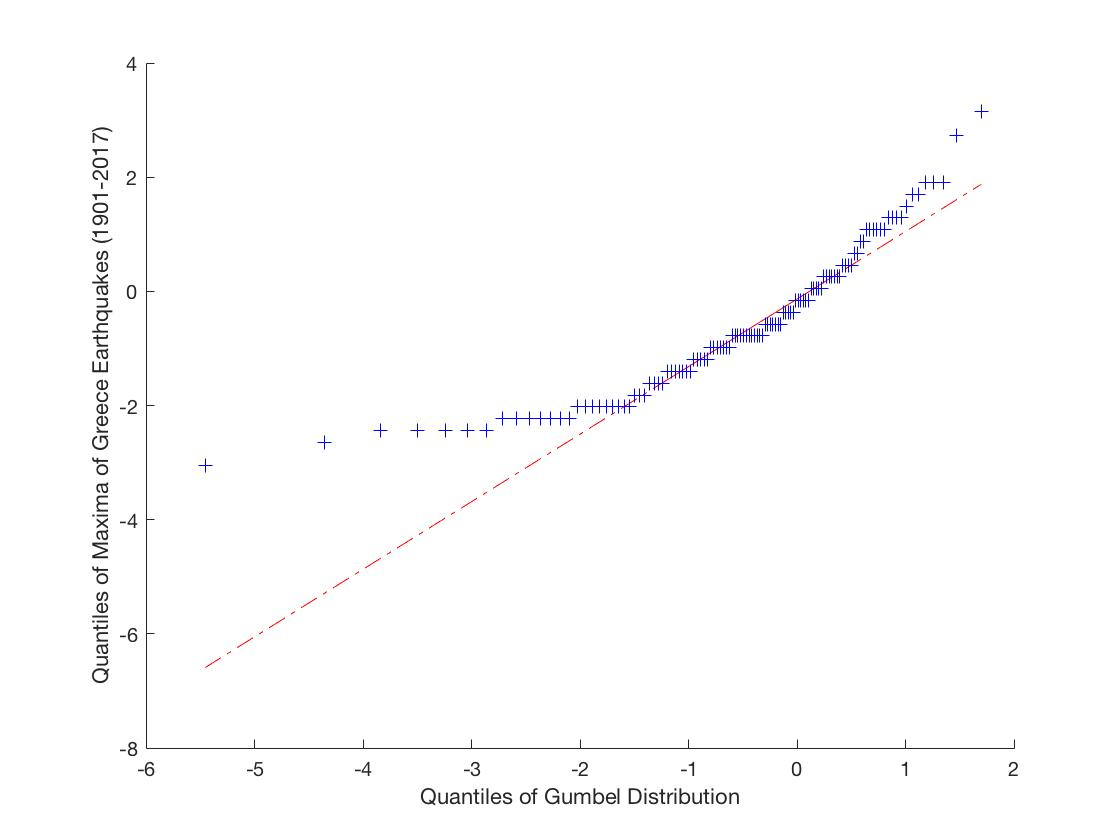 Quantiles of Maxima of Greece Earthquakes (1901-2017)
4
2
0
-2
-4
-6
-8
-6 -5 -4 -3 -2 -1 0 1 2
Quantiles of Gumbel Distribution